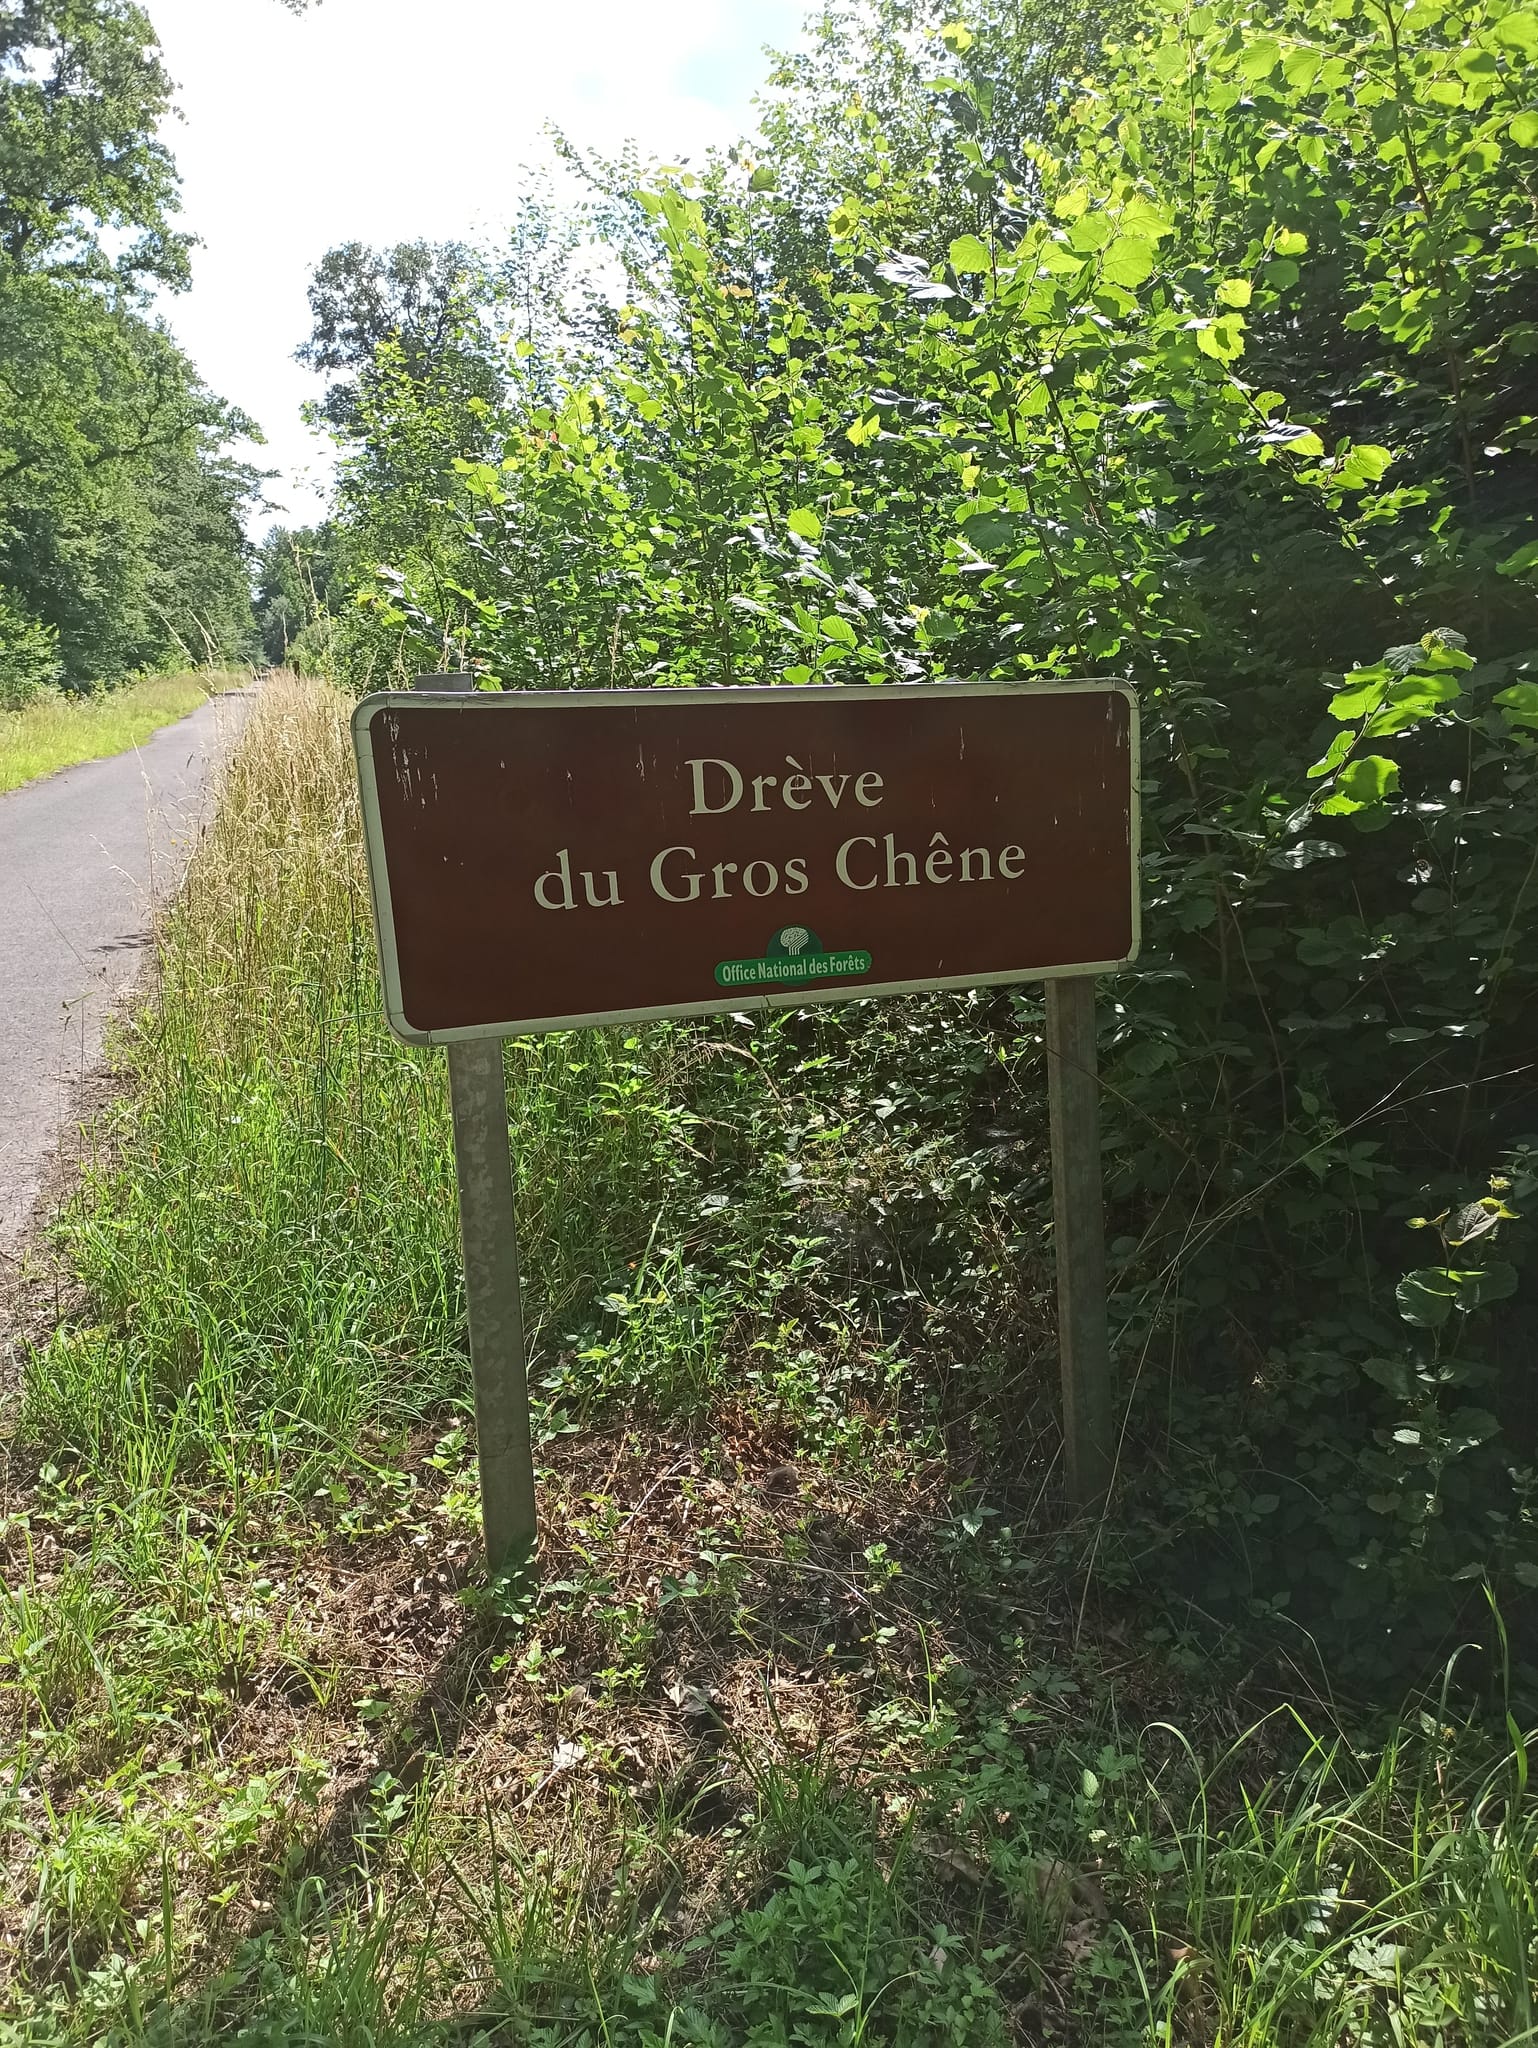 Drève
du Gros Chêne
Office National des Forêts